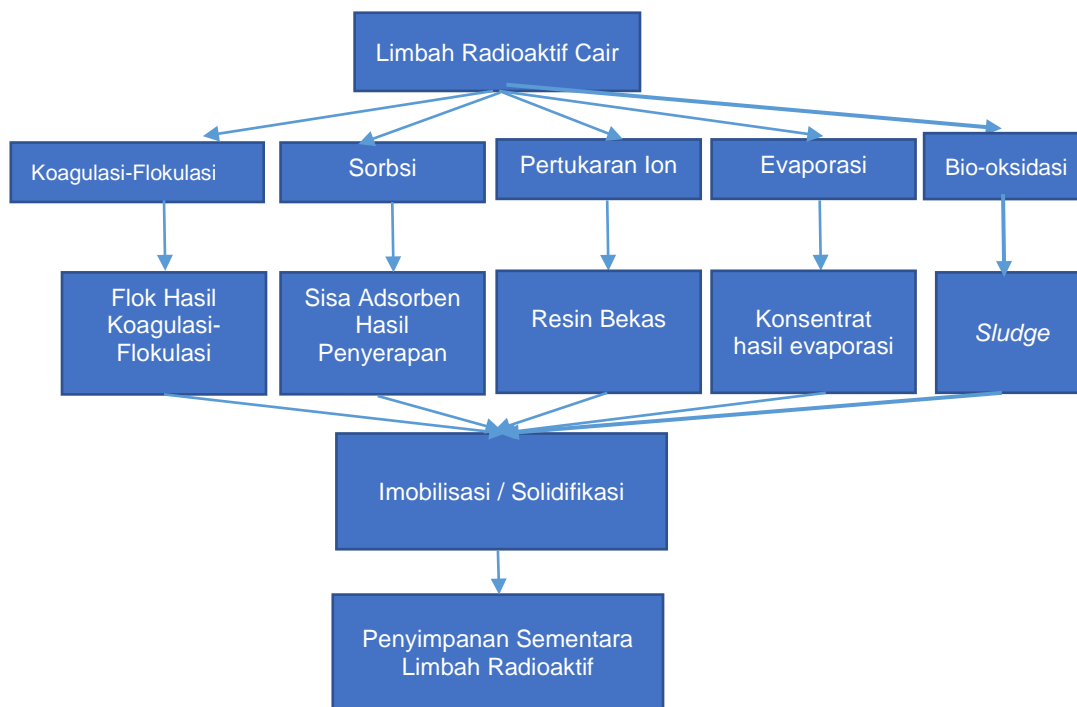 Limbah Radioaktif Cair
Koagulasi-Flokulasi
Sorbsi
Pertukaran Ion
Evaporasi
Bio-oksidasi
Flok Hasil
Koagulasi-
Flokulasi
Sisa Adsorben
Hasil
Penyerapan
Resin Bekas
Konsentrat
hasil evaporasi
Sludge
Imobilisasi / Solidifikasi
Penyimpanan Sementara
Limbah Radioaktif